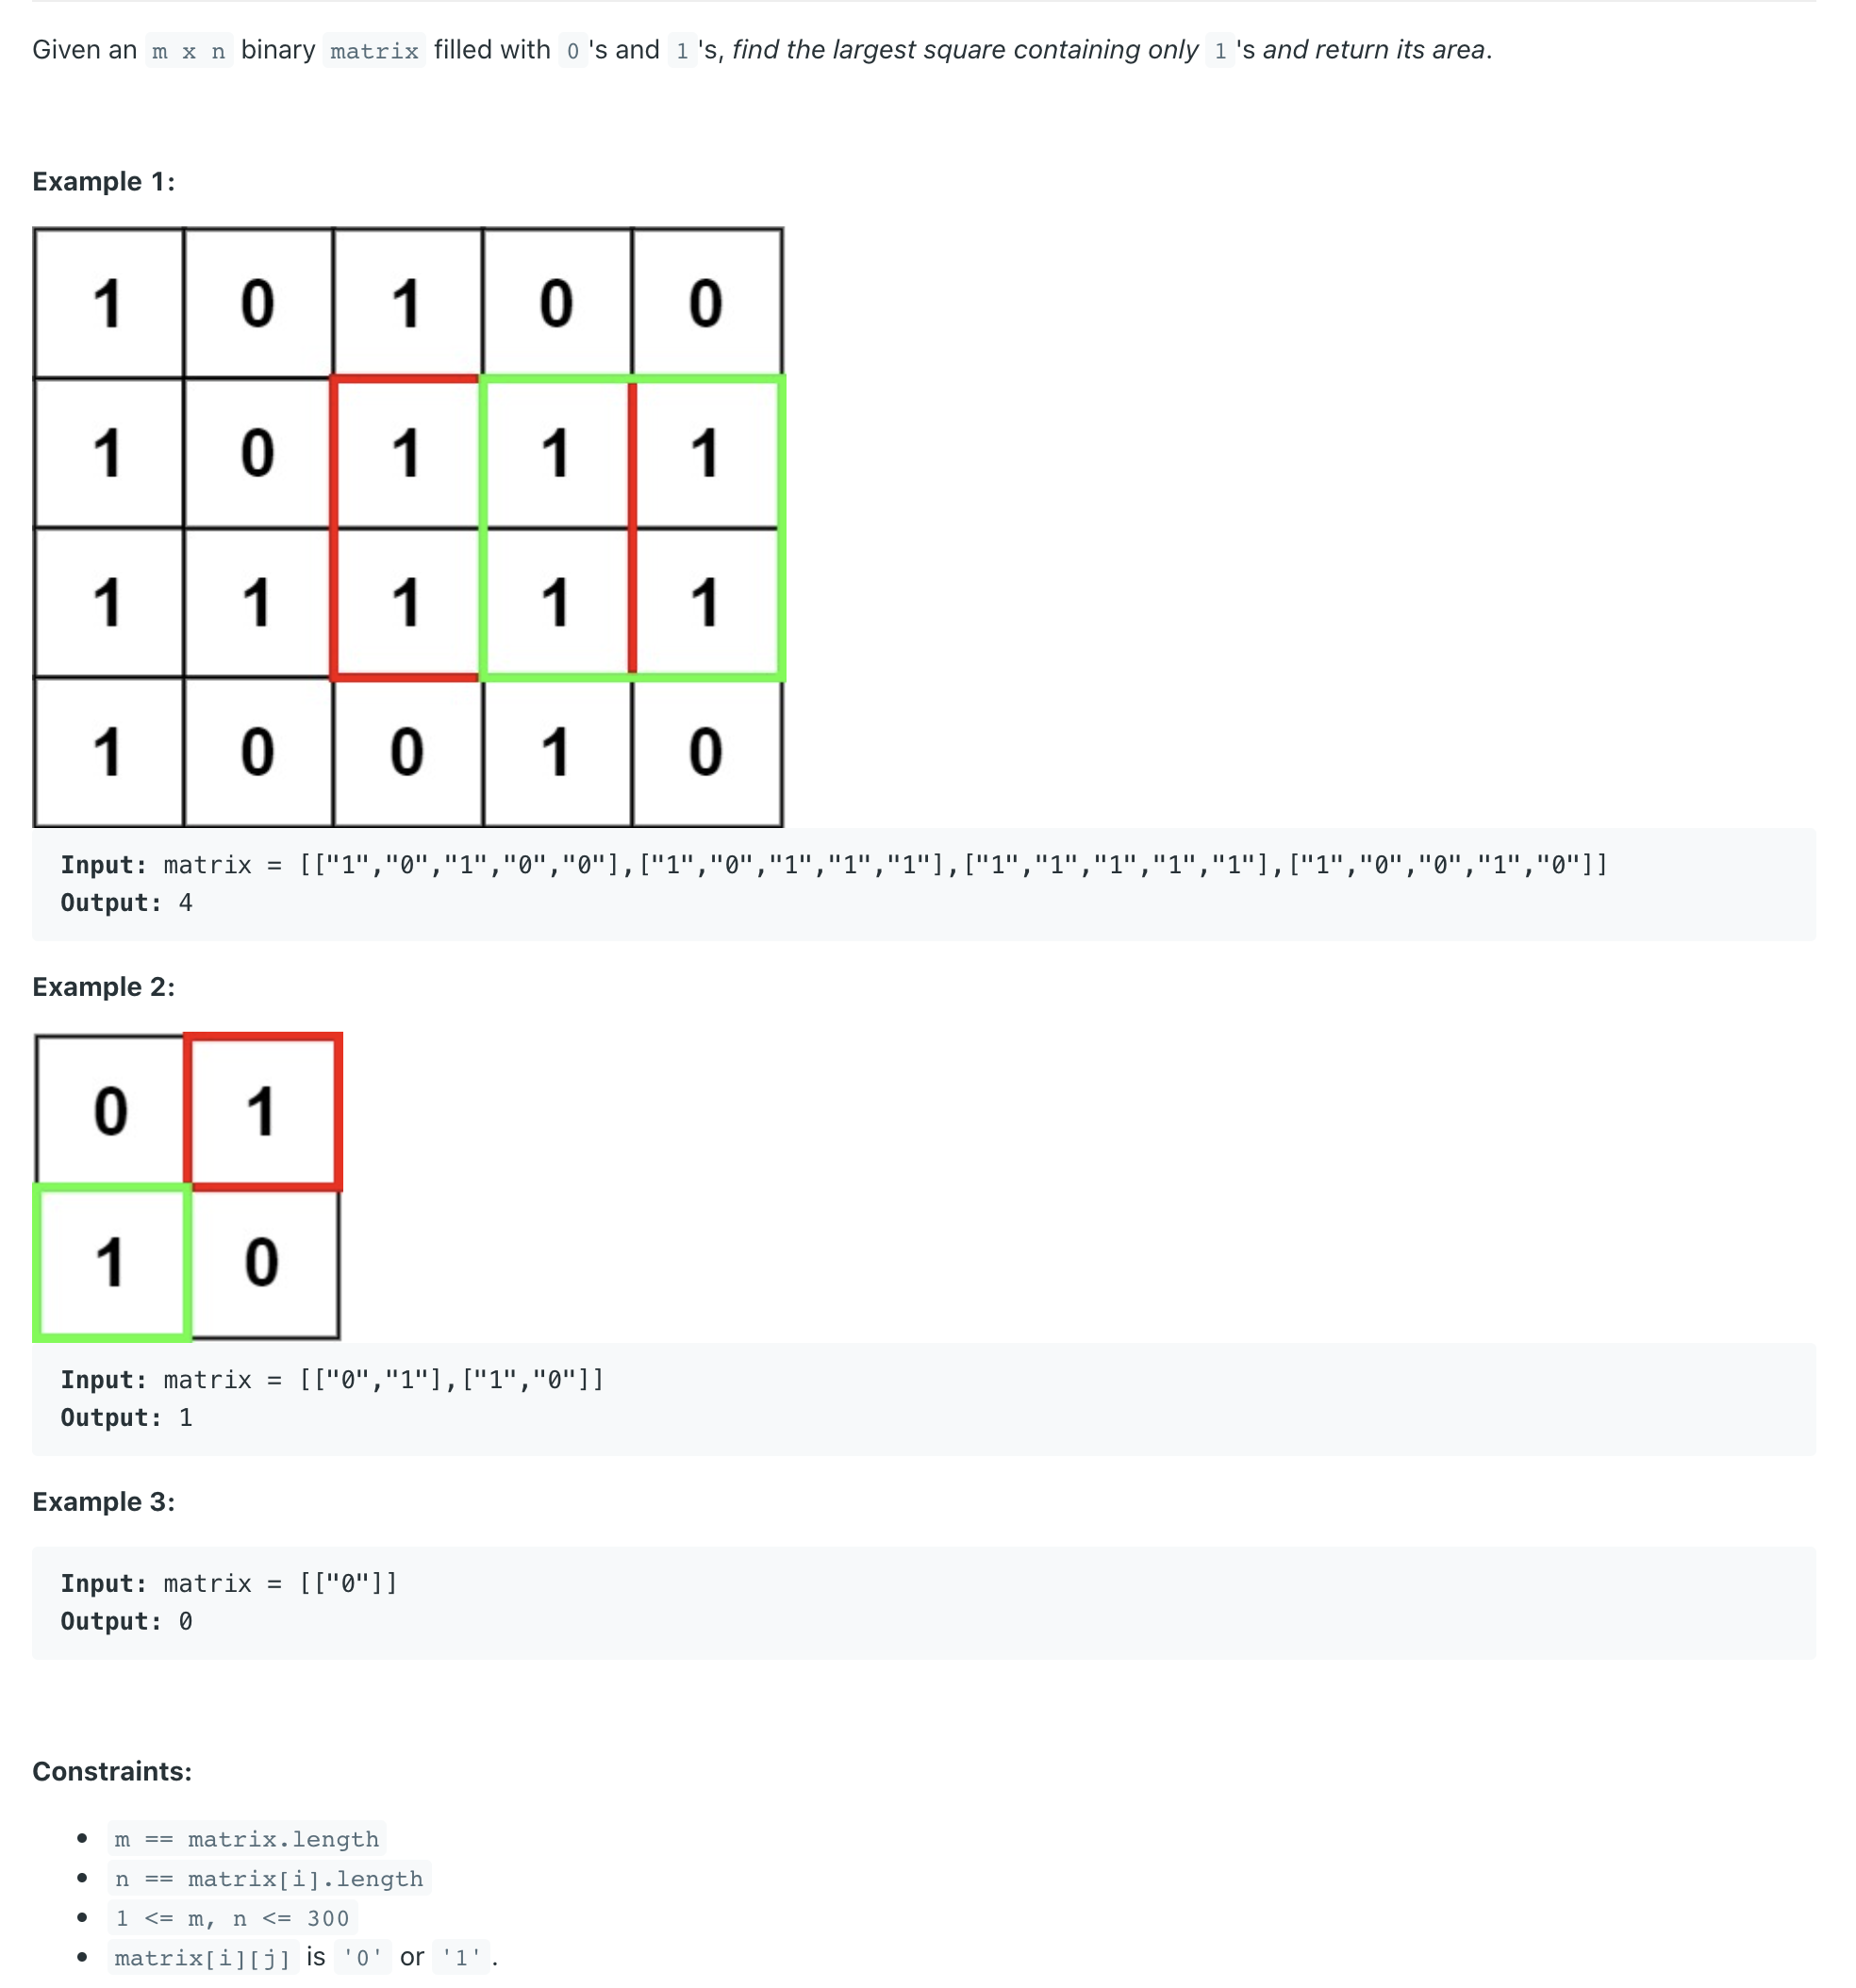 Given an m x n binary matrix filled with 0 's and 1 's, find the largest square containing only 1 's and return its area.
Example 1:
1 0 1 0 0
1 0 1 1 1
1 1 1 1 1
1 0 0 1 0
Input: matrix = [["1","0","1","0","0"],["1","0","1","1","1"],["1","1","1","1","1"],["1","0","0","1","0"]]
Output: 4
Example 2:
0 1
1 0
Input: matrix = [["0","1"],["1","0"]]
Output: 1
Example 3:
Input: matrix = [["0"]]
Output: 0
Constraints:
• m == matrix.length
• n == matrix[i].length
• 1 <= m, n <= 300
• matrix[i][j] is '0' or '1'.